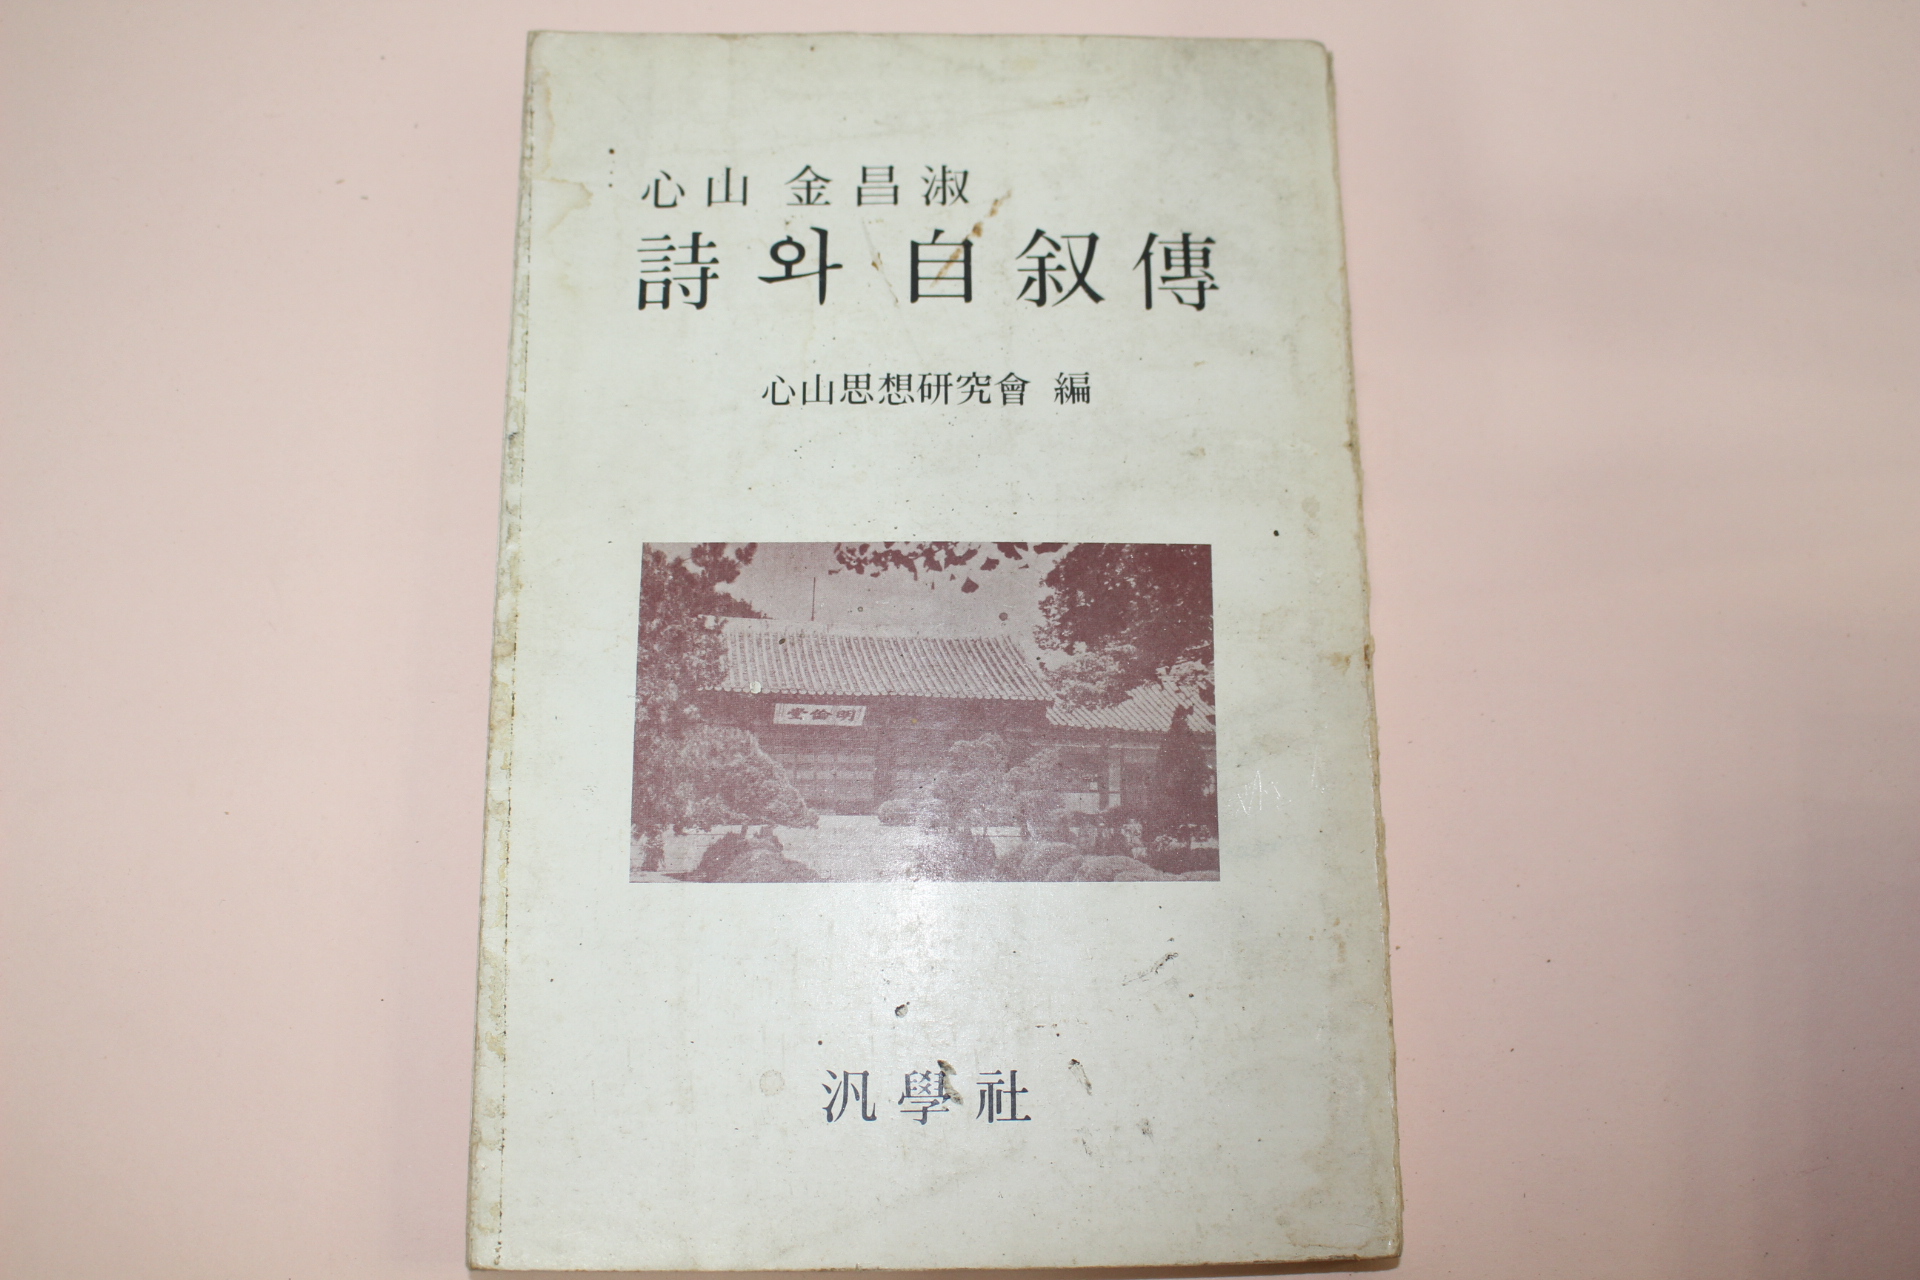 心山 金昌淑
詩와 自叙傳
心山思想研究會 編
明倫堂
汎學社